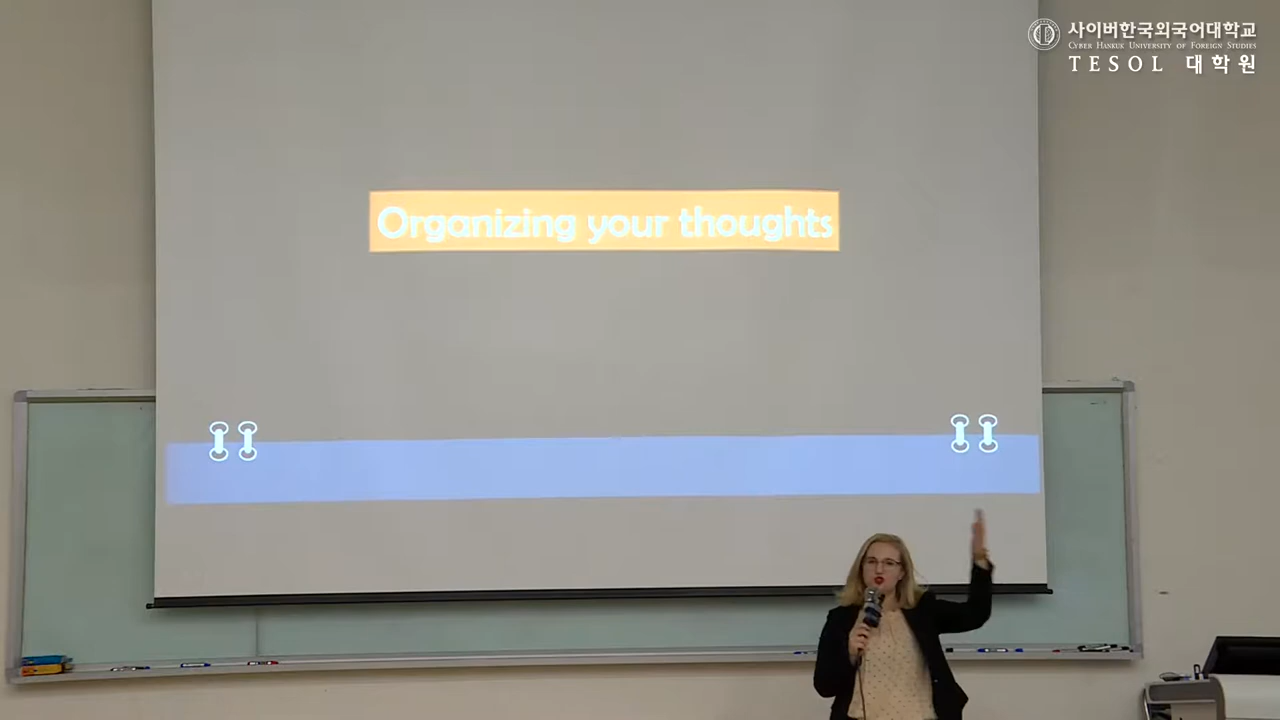 사이버한국외국어대학교
CYBER HANKUK UNIVERSITY OF FOREIGN STUDIES
TESOL 대학원
Organizing your thoughts